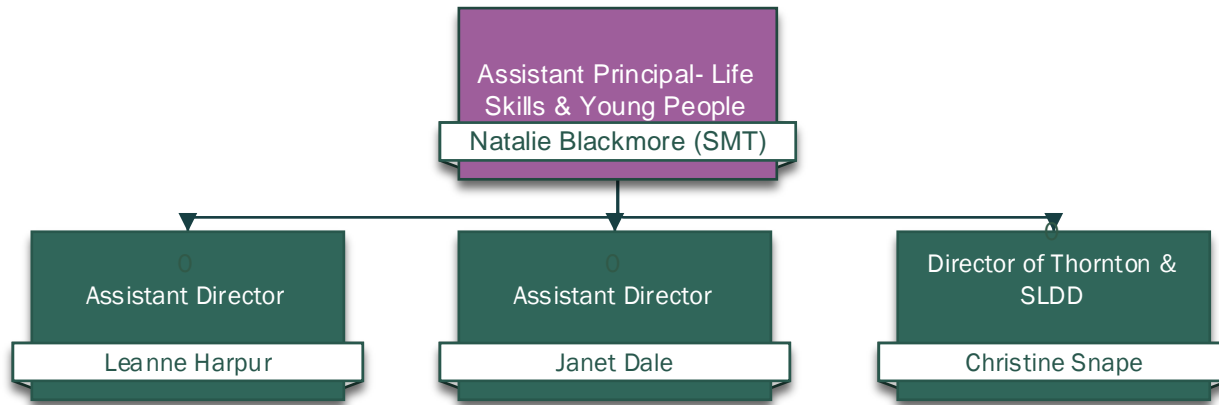 Assistant Principal- Life
Skills & Young People
Natalie Blackmore (SMT)
0
Assistant Director
Leanne Harpur
0
Assistant Director
Janet Dale
0
Director of Thornton &
SLDD
Christine Snape